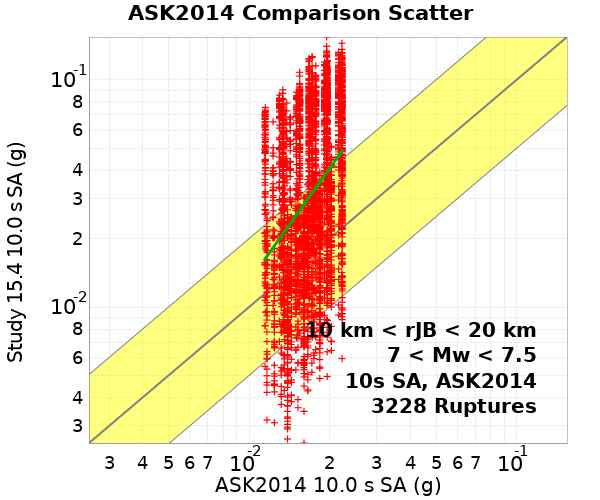 ASK2014 Comparison Scatter
Study 15.4 10.0 s SA (g)
10-1
8
6
4
3
2
10-2
8
6
4
3
10 km < rJB < 20 km
7 < Mw < 7.5
10s SA, ASK2014
3228 Ruptures
3 4 5 6 7 10-2 2 3 4 5 6 7 10-1
ASK2014 10.0 s SA (g)